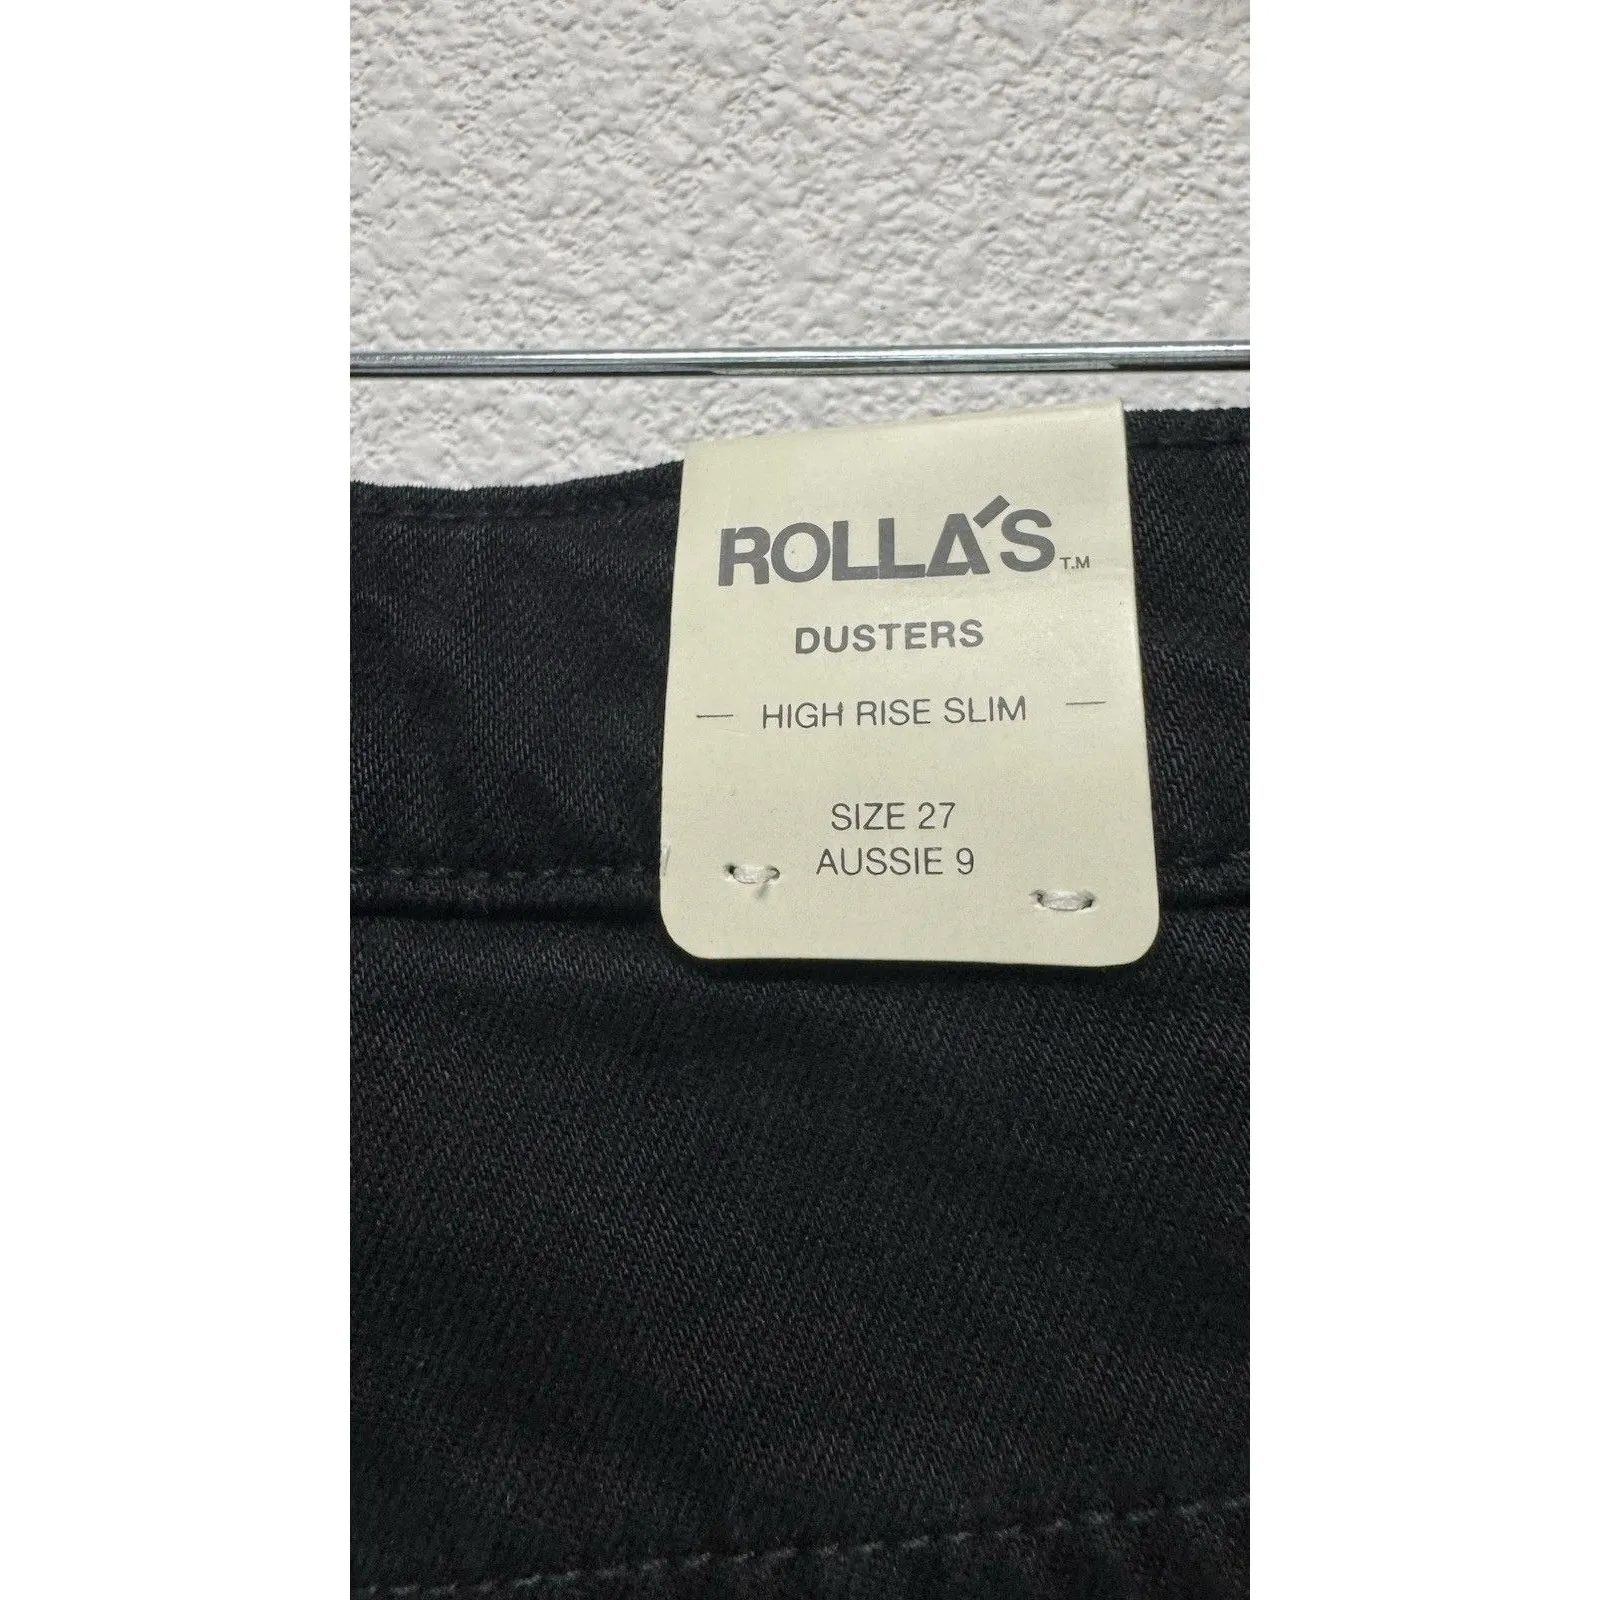 ROLLA'S T.M
DUSTERS
— HIGH RISE SLIM —
SIZE 27
AUSSIE 9